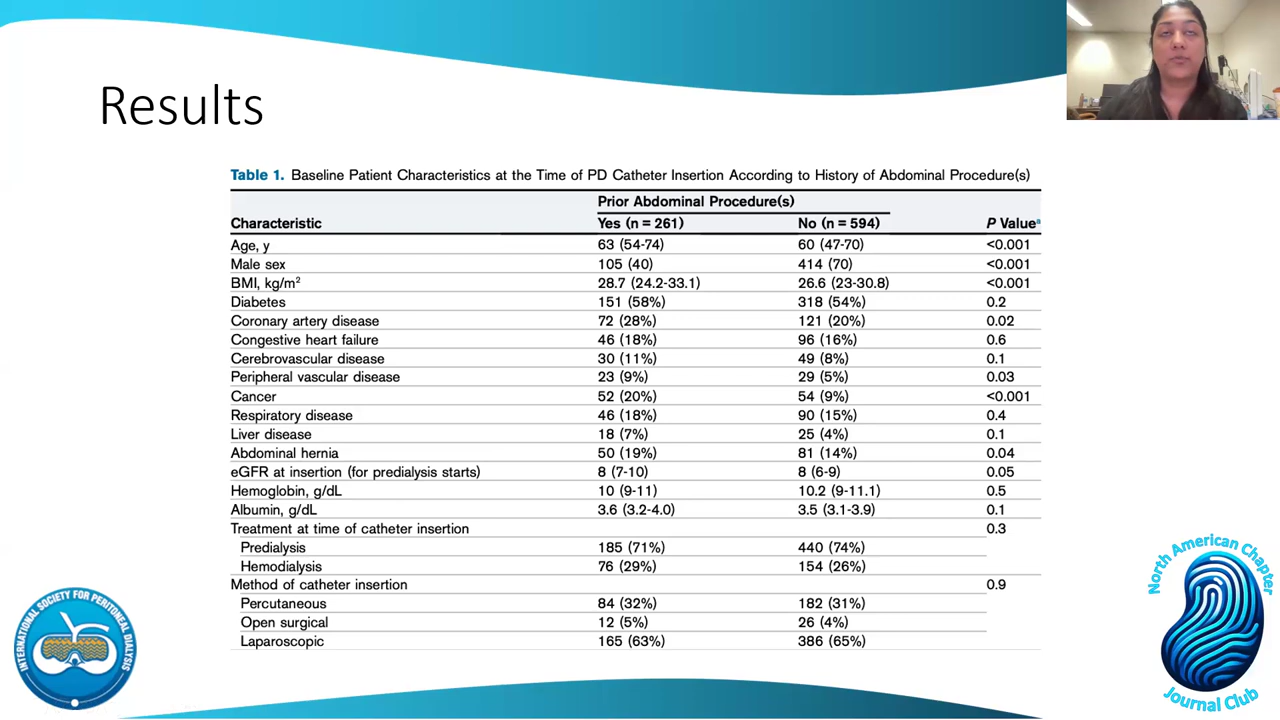 Results
Table 1. Baseline Patient Characteristics at the Time of PD Catheter Insertion According to History of Abdominal Procedure(s)
Prior Abdominal Procedure(s)
Characteristic Yes (n = 261) No (n = 594) P Valueᵃ
Age, y 63 (54-74) 60 (47-70) <0.001
Male sex 105 (40) 414 (70) <0.001
BMI, kg/m² 28.7 (24.2-33.1) 26.6 (23-30.8) <0.001
Diabetes 151 (58%) 318 (54%) 0.2
Coronary artery disease 72 (28%) 121 (20%) 0.02
Congestive heart failure 46 (18%) 96 (16%) 0.6
Cerebrovascular disease 30 (11%) 49 (8%) 0.1
Peripheral vascular disease 23 (9%) 29 (5%) 0.03
Cancer 52 (20%) 54 (9%) <0.001
Respiratory disease 46 (18%) 90 (15%) 0.4
Liver disease 18 (7%) 25 (4%) 0.1
Abdominal hernia 50 (19%) 81 (14%) 0.04
eGFR at insertion (for predialysis starts) 8 (7-10) 8 (6-9) 0.05
Hemoglobin, g/dL 10 (9-11) 10.2 (9-11.1) 0.5
Albumin, g/dL 3.6 (3.2-4.0) 3.5 (3.1-3.9) 0.1
Treatment at time of catheter insertion 0.3
Predialysis 185 (71%) 440 (74%)
Hemodialysis 76 (29%) 154 (26%)
Method of catheter insertion 0.9
Percutaneous 84 (32%) 182 (31%)
Open surgical 12 (5%) 26 (4%)
Laparoscopic 165 (63%) 386 (65%)
INTERNATIONAL SOCIETY FOR PERITONEAL DIALYSIS
North American Chapter
Journal Club